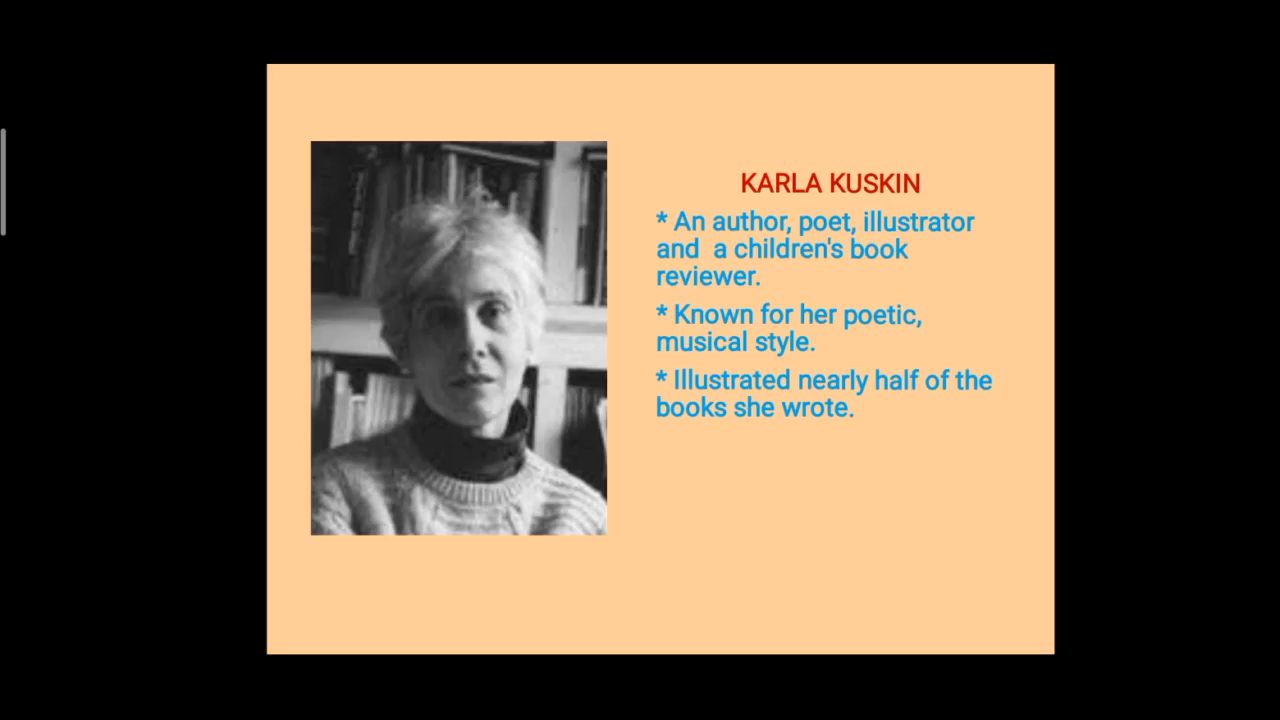 KARLA KUSKIN
* An author, poet, illustrator
and  a children's book
reviewer.
* Known for her poetic,
musical style.
* Illustrated nearly half of the
books she wrote.